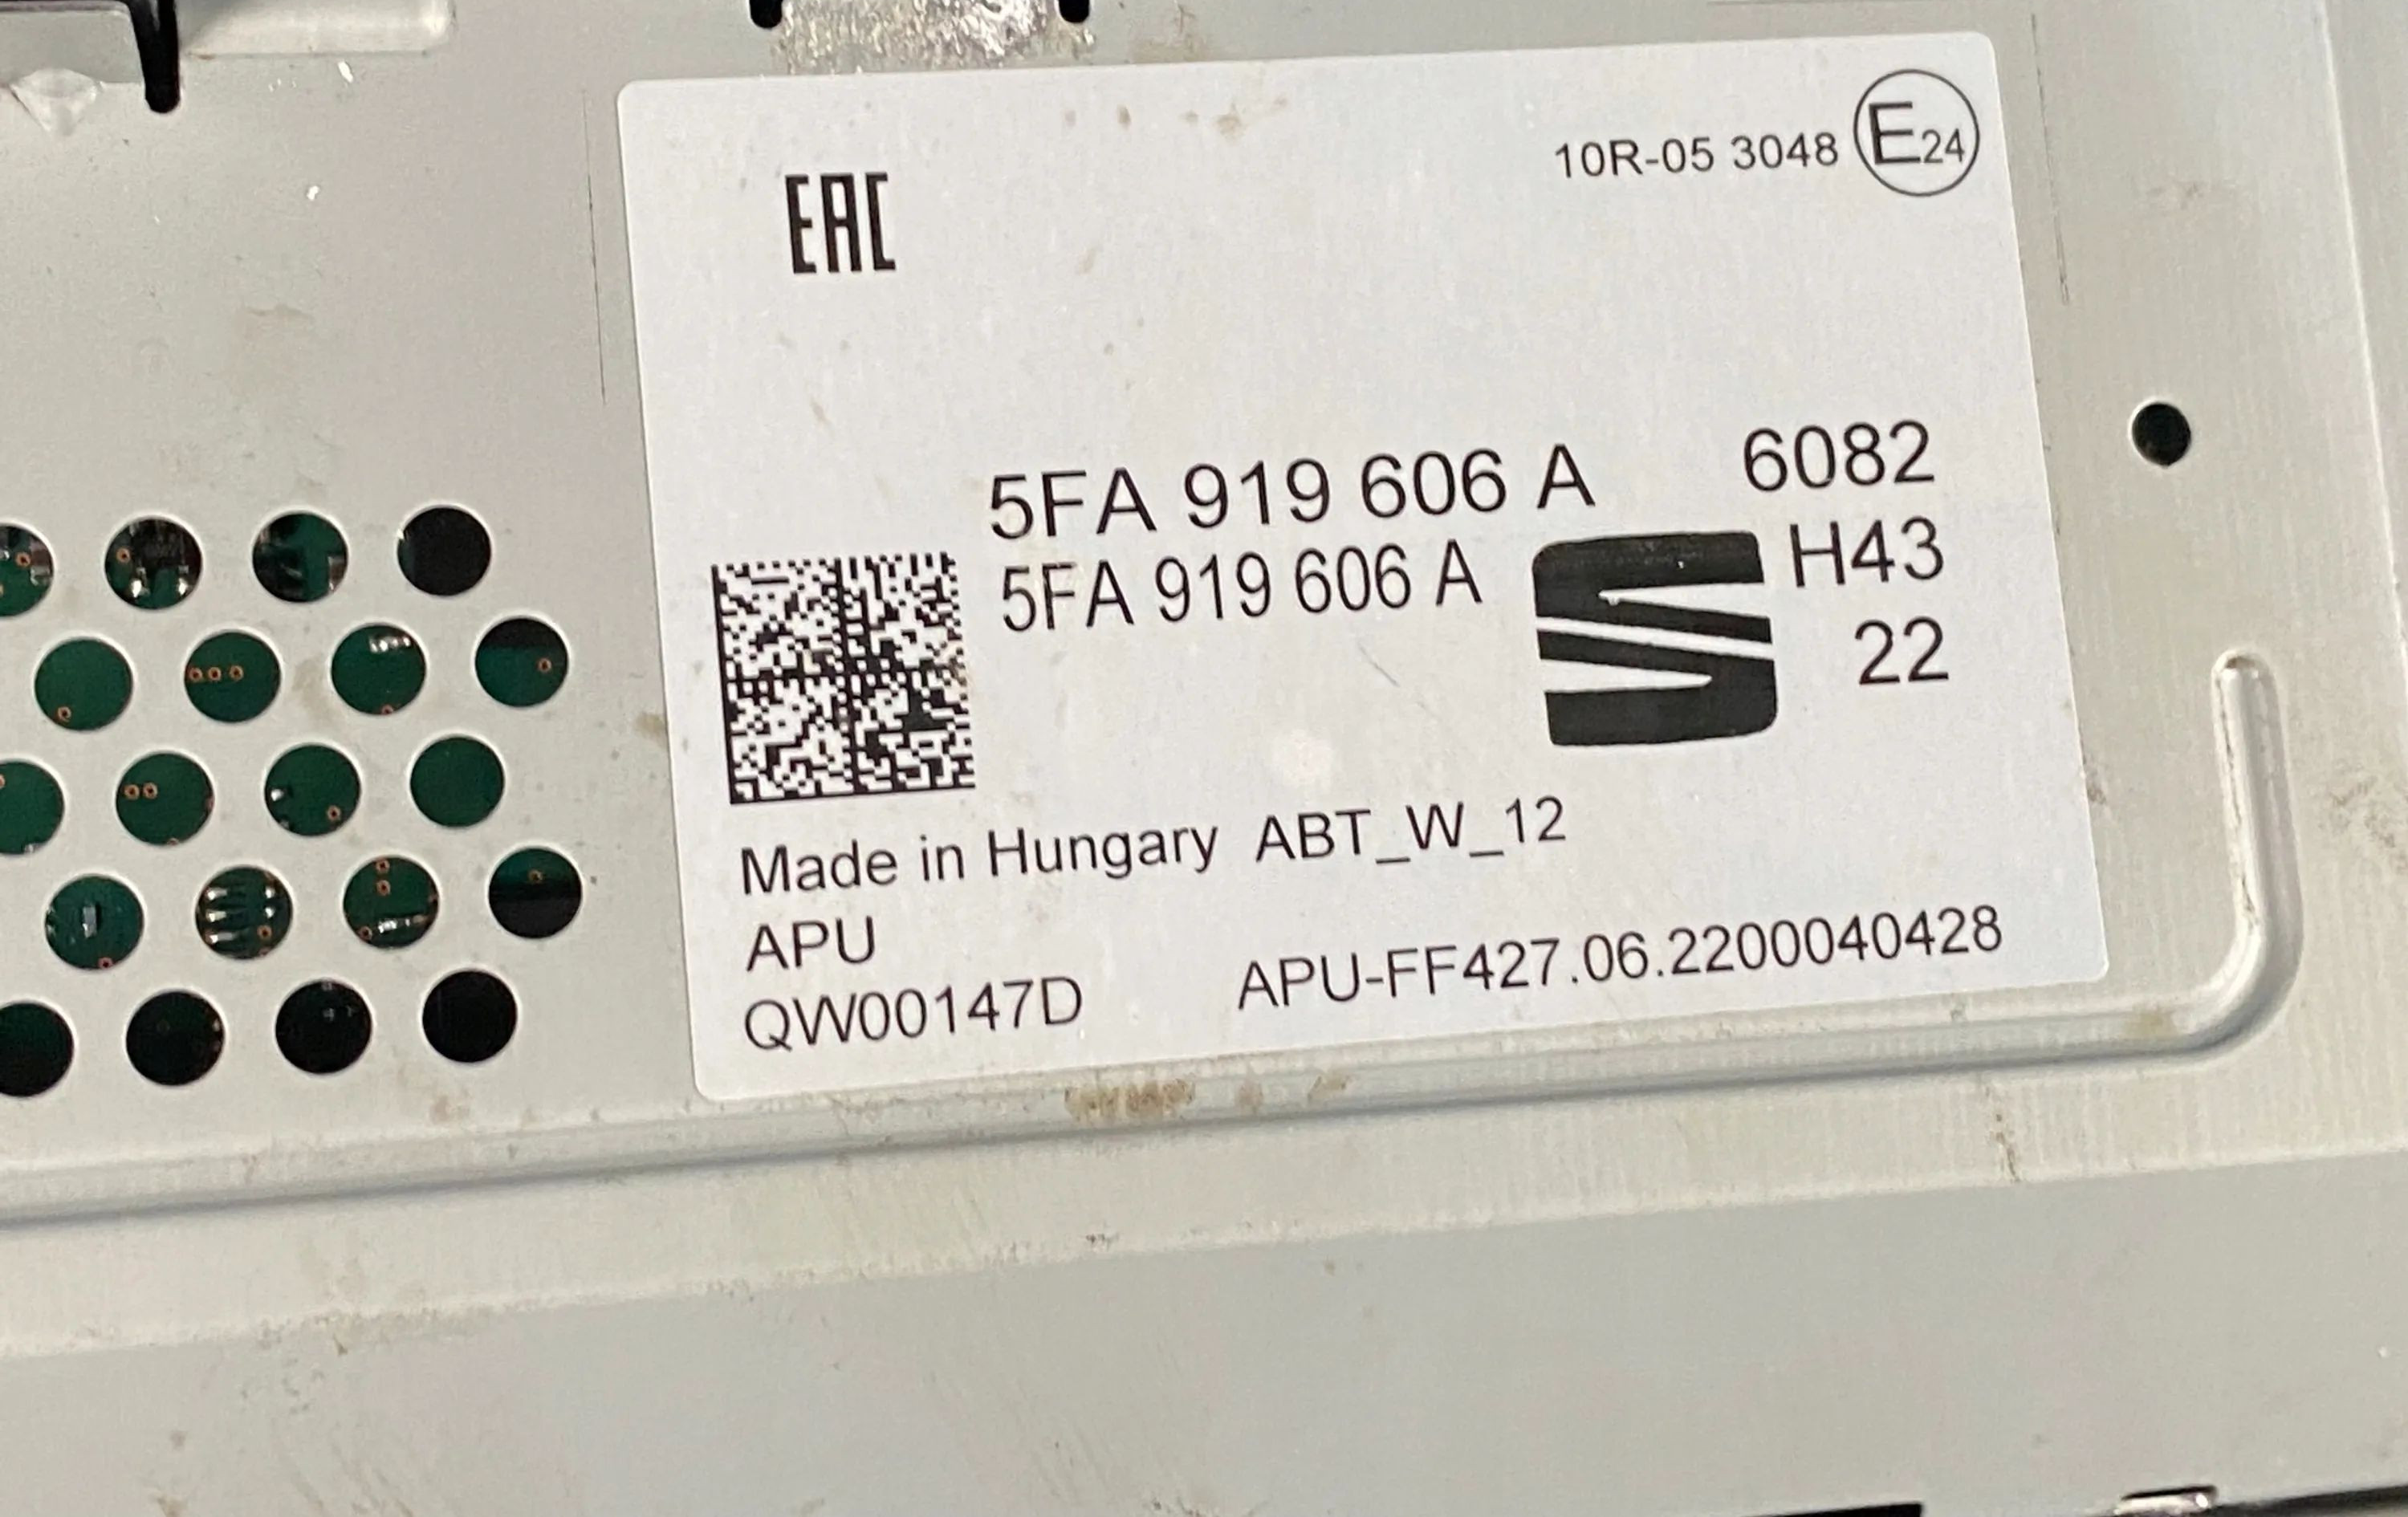 10R-05 3048 E24
EAC
5FA 919 606 A 6082
5FA 919 606 A H43
22
Made in Hungary ABT_W_12
APU
QW00147D APU-FF427.06.2200040428